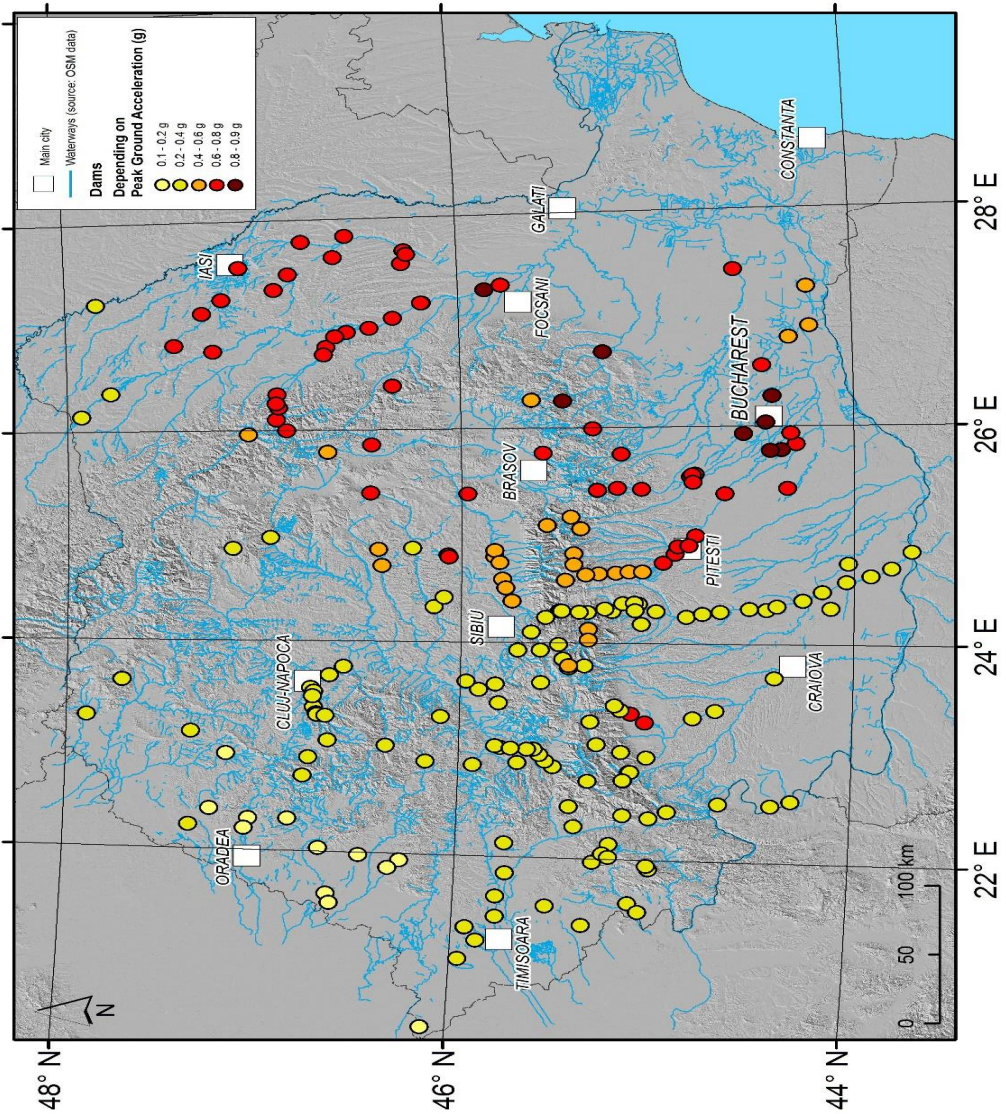 Main city
Waterways (source: OSM data)
Dams
Depending on
Peak Ground Acceleration (g)
0.1 - 0.2 g
0.2 - 0.4 g
0.4 - 0.6 g
0.6 - 0.8 g
0.8 - 0.9 g
N
48° N
46° N
44° N
22° E
24° E
26° E
28° E
IASI
ORADEA
CLUJ-NAPOCA
GALATI
FOCSANI
BRASOV
SIBIU
TIMISOARA
PITESTI
BUCHAREST
CONSTANTA
CRAIOVA
0 50 100 km